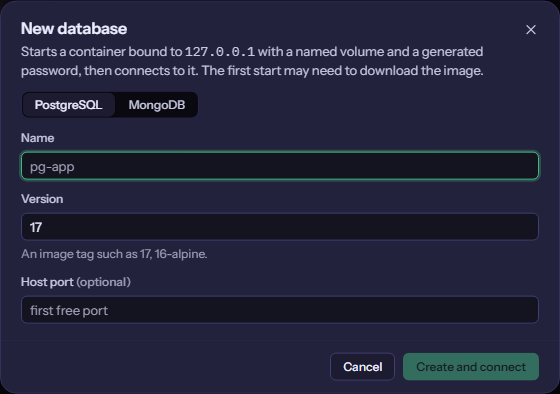 New database
Starts a container bound to 127.0.0.1 with a named volume and a generated
password, then connects to it. The first start may need to download the image.
PostgreSQL MongoDB
Name
pg-app
Version
17
An image tag such as 17, 16-alpine.
Host port (optional)
first free port
Cancel Create and connect